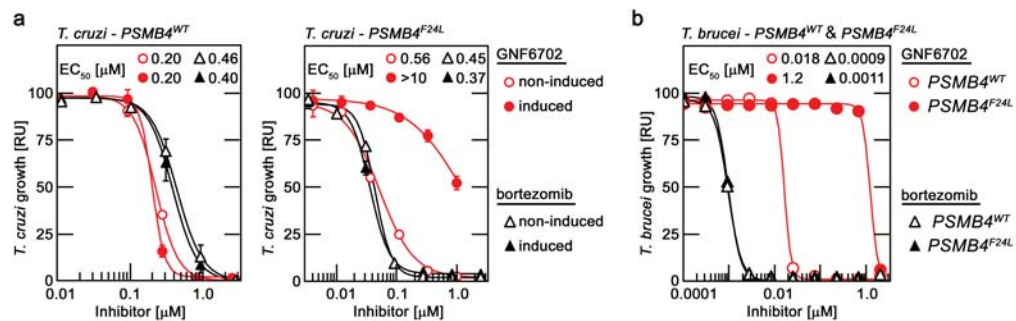 a
T. cruzi - PSMB4WT
EC50 [µM]
0.20
0.46
0.20
0.40
100
75
50
25
0
T. cruzi growth [RU]
0.01
0.1
1.0
Inhibitor [µM]
T. cruzi - PSMB4F24L
EC50 [µM]
0.56
0.45
>10
0.37
100
75
50
25
0
T. cruzi growth [RU]
0.01
0.1
1.0
Inhibitor [µM]
GNF6702
non-induced
induced
bortezomib
non-induced
induced
b
T. brucei - PSMB4WT & PSMB4F24L
EC50 [µM]
0.018
0.0009
1.2
0.0011
100
75
50
25
0
T. brucei growth [RU]
0.0001
0.01
1.0
Inhibitor [µM]
GNF6702
PSMB4WT
PSMB4F24L
bortezomib
PSMB4WT
PSMB4F24L